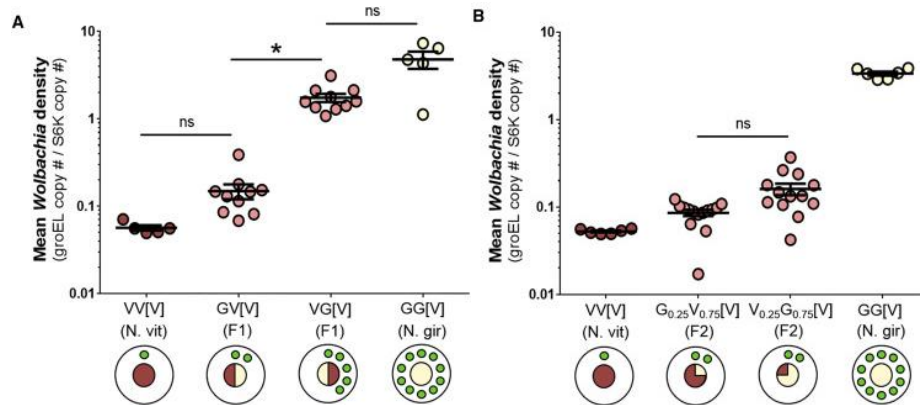 A
Mean Wolbachia density
(groEL copy # / S6K copy #)
10
1
0.1
0.01
ns
*
ns
VV[V]
(N. vit)
GV[V]
(F1)
VG[V]
(F1)
GG[V]
(N. gir)
B
Mean Wolbachia density
(groEL copy # / S6K copy #)
10
1
0.1
0.01
ns
VV[V]
(N. vit)
G0.25V0.75[V]
(F2)
V0.25G0.75[V]
(F2)
GG[V]
(N. gir)